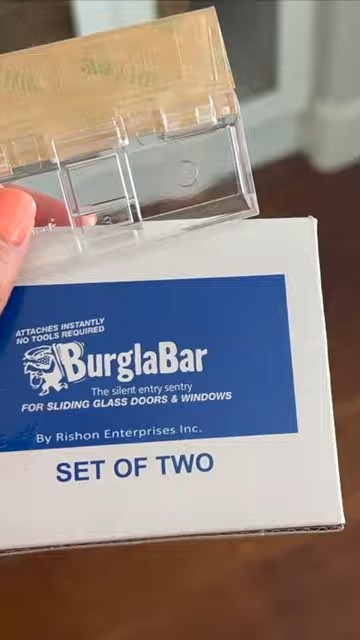 ATTACHES INSTANTLY
NO TOOLS REQUIRED
BurglaBar
The silent entry sentry
FOR SLIDING GLASS DOORS & WINDOWS
By Rishon Enterprises Inc.
SET OF TWO